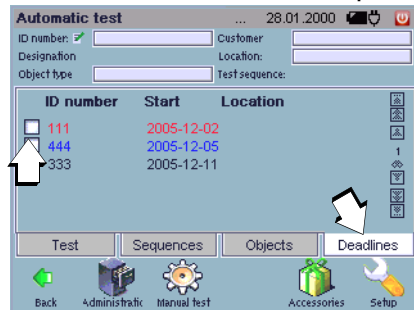 Automatic test ... 28.01.2000
ID number: Customer
Designation Location:
Object type Test sequence:
ID number Start Location
111 2005-12-02
444 2005-12-05
333 2005-12-11
1
Test Sequences Objects Deadlines
Back Administratic Manual test Accessories Setup